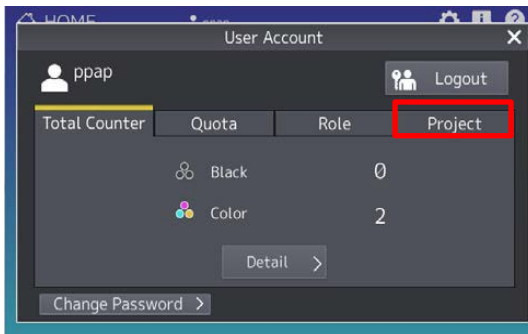 HOME
User Account
ppap
Logout
Total Counter Quota Role Project
Black 0
Color 2
Detail
Change Password